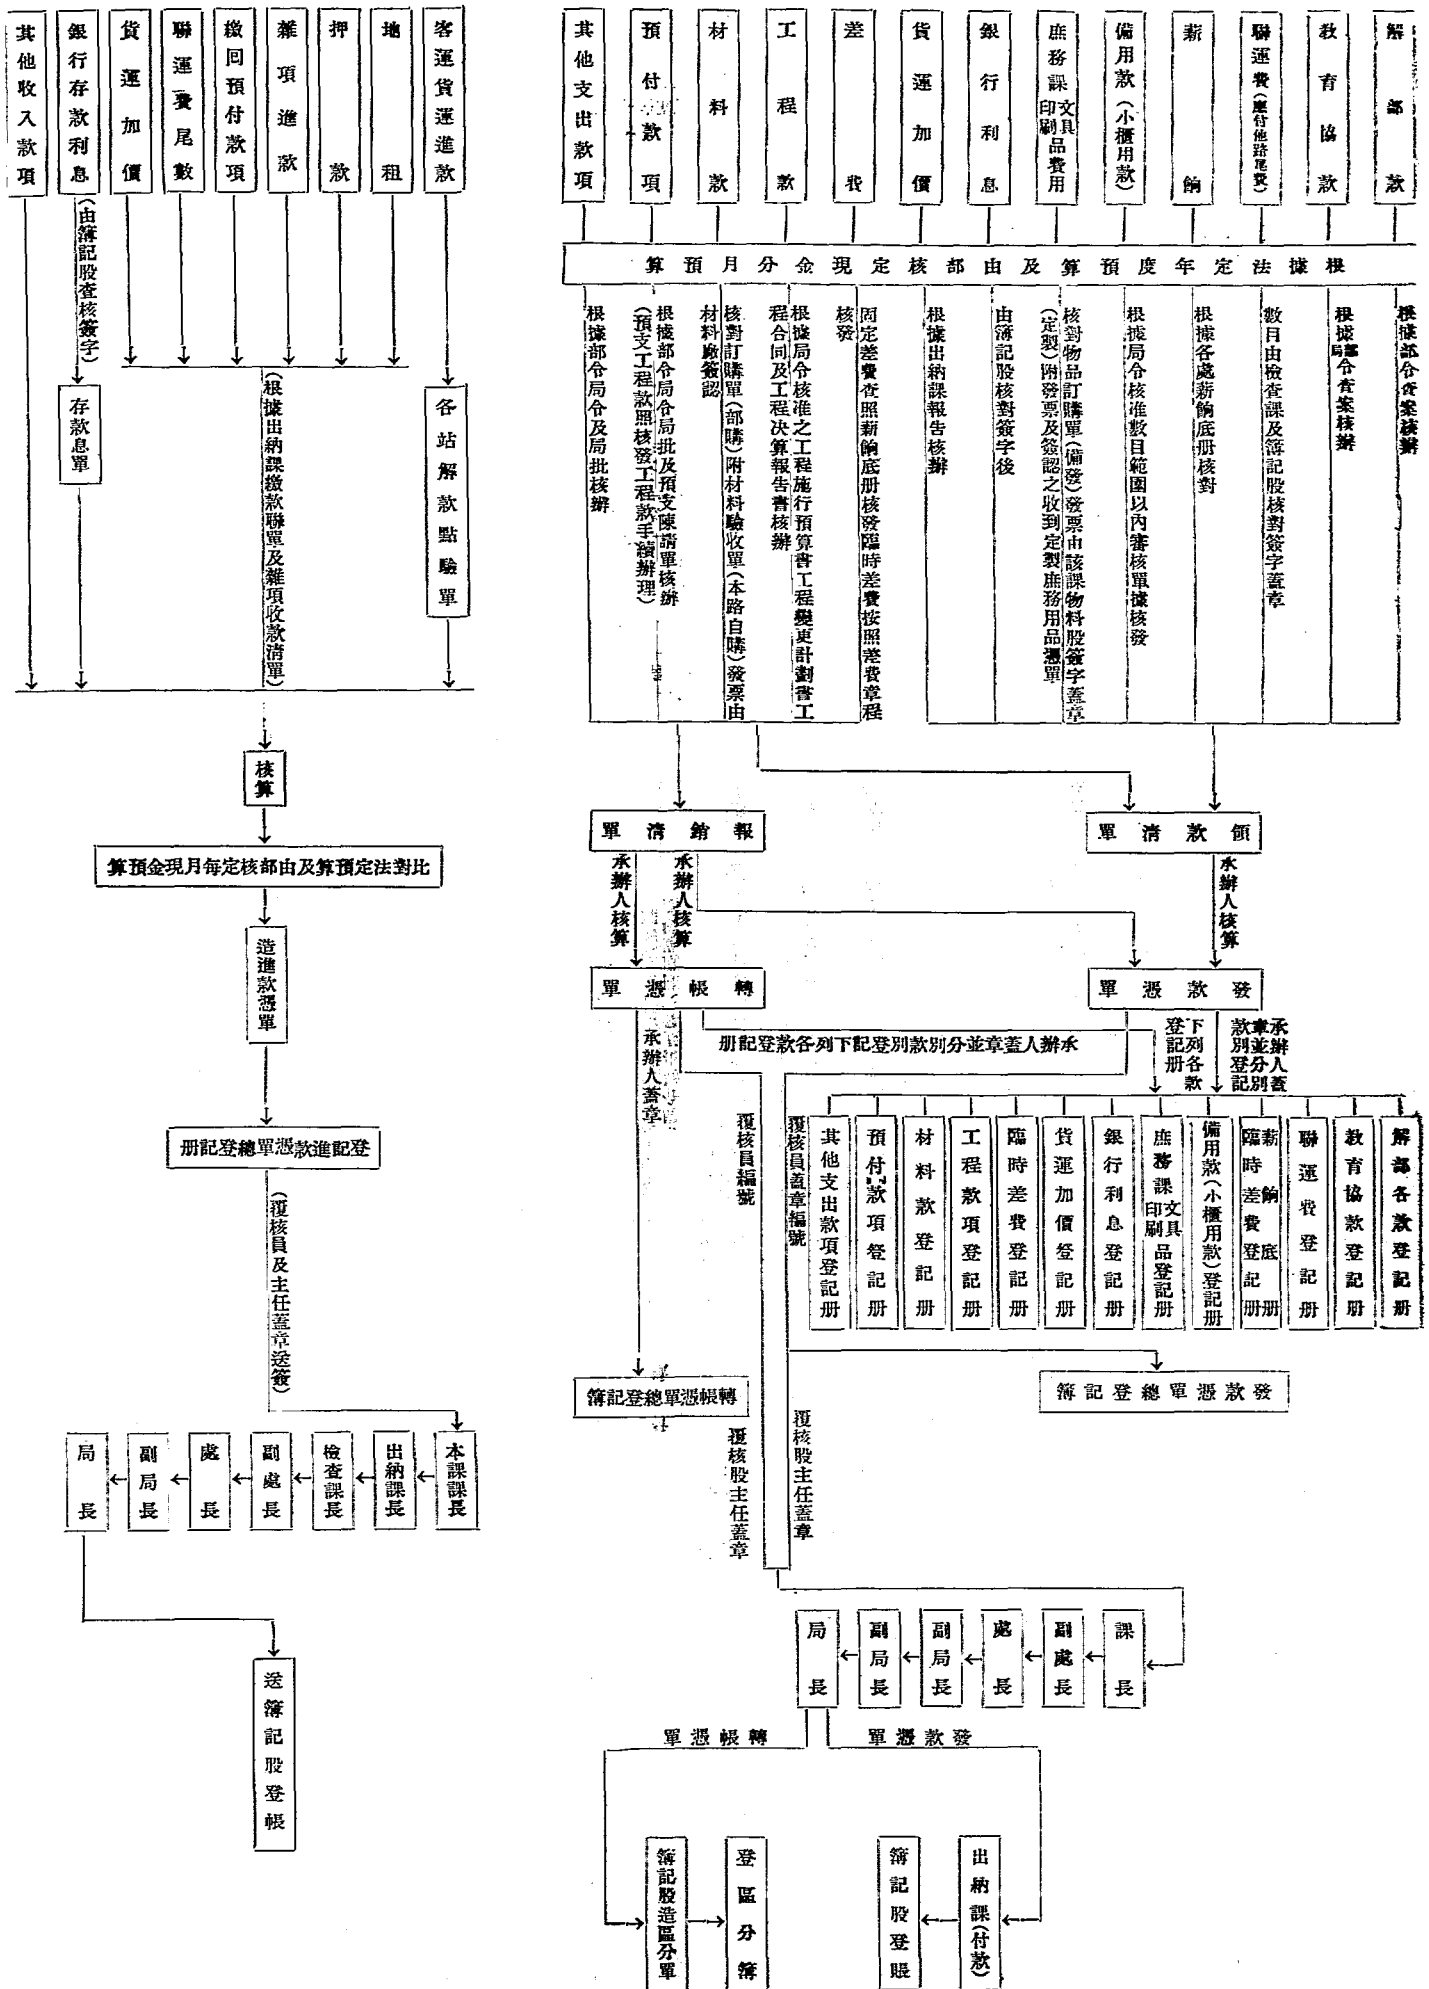 解部款
教育協款
聯運費(應付他路尾費)
薪餉
備用款(小櫃用款)
庶務課文具印刷品費用
銀行利息
貨運加價
差費
工程款
材料款
預付款項
其他支出款項
根據法定年度預算及由部核定現金分月預算
根據部令查案核辦
根據部局令查案核辦
數目由檢查課及簿記股核對簽字蓋章
根據各處薪餉底册核對
根據局令核准數目範圍以內審核單據核發
核對物品訂購單(備發)發票由該課物料股簽字蓋章
(定製)附發票及簽認之收到定製庶務用品憑單
由簿記股核對簽字後
根據出納課報告核辦
固定差費查照薪餉底册核發臨時差費按照差費章程
核發
根據局令核准之工程施行預算書工程變更計劃書工
程合同及工程決算報告書核辦
核對訂購單(部購)附材料驗收單(本路自購)發票由
材料廠簽認
根據部令局令局批及預支陳請單核辦
(預支工程款照核發工程款手續辦理)
根據部令局令及局批核辦
領款清單
報銷清單
承辦人核算
承辦人核算
承辦人核算
發款憑單
轉帳憑單
承辦人蓋
章並分別
款別登記
下列各款
登記册
承辦人蓋章並分別款別登記下列各款登記册
承辦人蓋章
覆核員蓋章編號
覆核員編號
解部各款登記册
教育協款登記册
聯運費登記册
薪餉底册
臨時差費登記册
備用款(小櫃用款)登記册
庶務課文具印刷品登記册
銀行利息登記册
貨運加價登記册
臨時差費登記册
工程款項登記册
材料款登記册
預付款項登記册
其他支出款項登記册
發款憑單總登記簿
轉帳憑單總登記簿
覆核股主任蓋章
覆核股主任蓋章
課長
副處長
處長
副局長
副局長
局長
發款憑單
轉帳憑單
出納課(付款)
簿記股登賬
登區分簿
簿記股造區分單
客運貨運進款
地租
押款
雜項進款
繳回預付款項
聯運費尾數
貨運加價
銀行存款利息
其他收入款項
(由簿記股查核簽字)
各站解款點驗單
(根據出納課繳款聯單及雜項收款清單)
存款息單
核算
比對法定預算及由部核定每月現金預算
造進款憑單
登記進款憑單總登記册
(覆核員及主任蓋章送簽)
本課課長
出納課長
檢查課長
副處長
處長
副局長
局長
送簿記股登帳